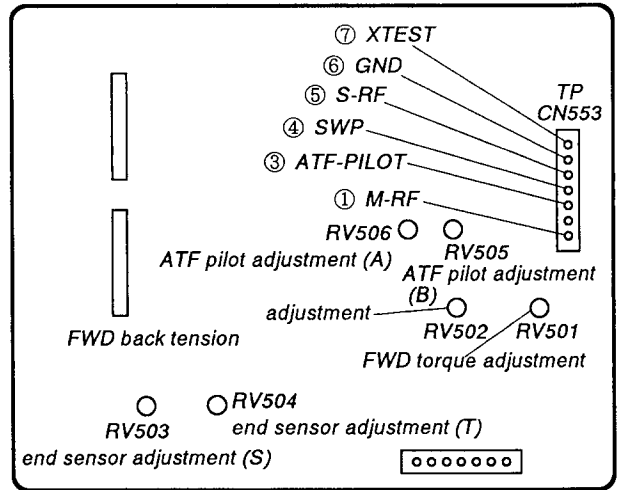 ⑦ XTEST
⑥ GND
⑤ S-RF
④ SWP
③ ATF-PILOT
① M-RF
TP
CN553
RV506
RV505
ATF pilot adjustment (A)
ATF pilot adjustment
(B)
adjustment
RV502
RV501
FWD back tension
FWD torque adjustment
RV503
RV504
end sensor adjustment (T)
end sensor adjustment (S)